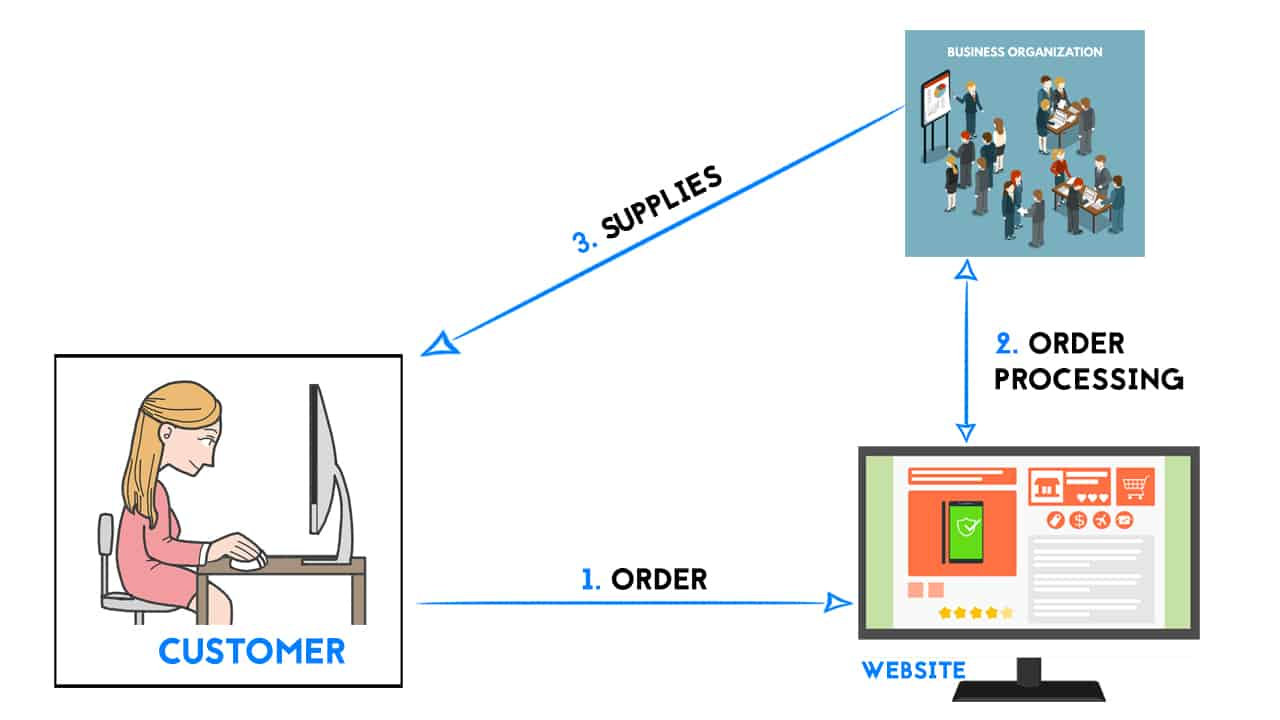 BUSINESS ORGANIZATION
3. SUPPLIES
2. ORDER
PROCESSING
1. ORDER
CUSTOMER
WEBSITE